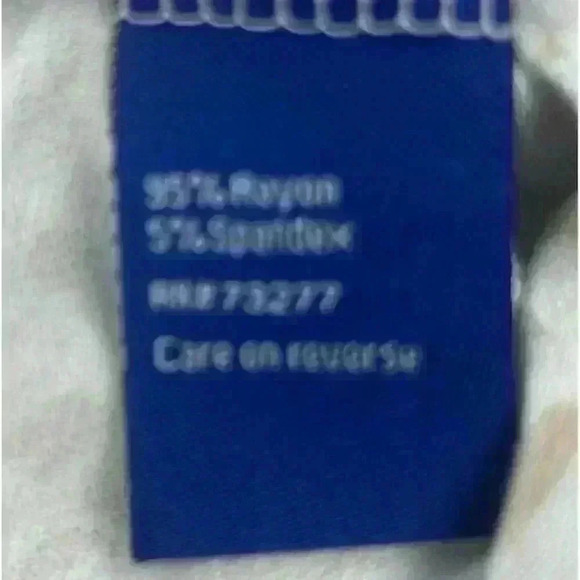 95% Rayon
5% Spandex
RN# 73277
Care on reverse